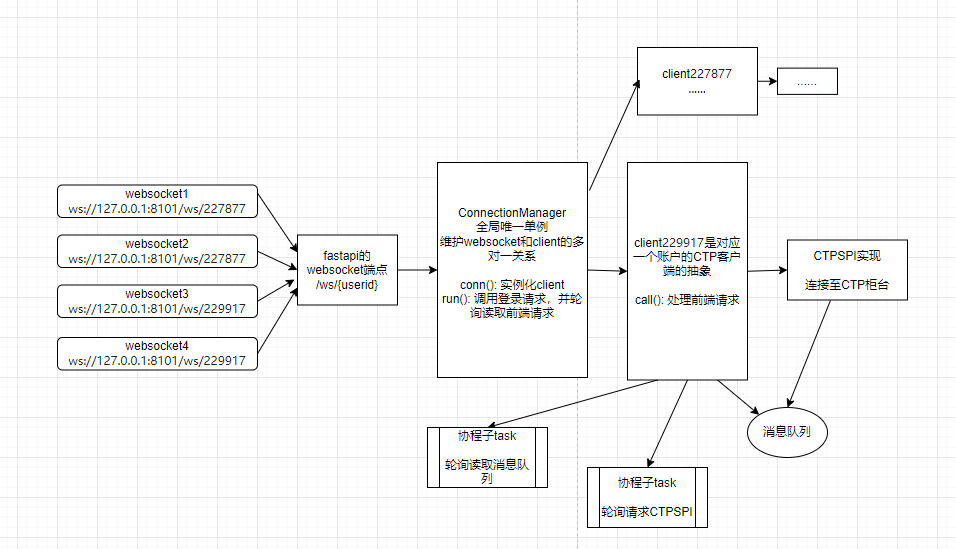 client227877
......
......
websocket1
ws://127.0.0.1:8101/ws/227877
websocket2
ws://127.0.0.1:8101/ws/227877
websocket3
ws://127.0.0.1:8101/ws/229917
websocket4
ws://127.0.0.1:8101/ws/229917
fastapi的
websocket端点
/ws/{userid}
ConnectionManager
全局唯一单例
维护websocket和client的多
对一关系
conn(): 实例化client
run(): 调用登录请求，并轮
询读取前端请求
client229917是对应
一个账户的CTP客户
端的抽象
call(): 处理前端请求
CTPSPI实现
连接至CTP柜台
消息队列
协程子task
轮询读取消息队
列
协程子task
轮询请求CTPSPI